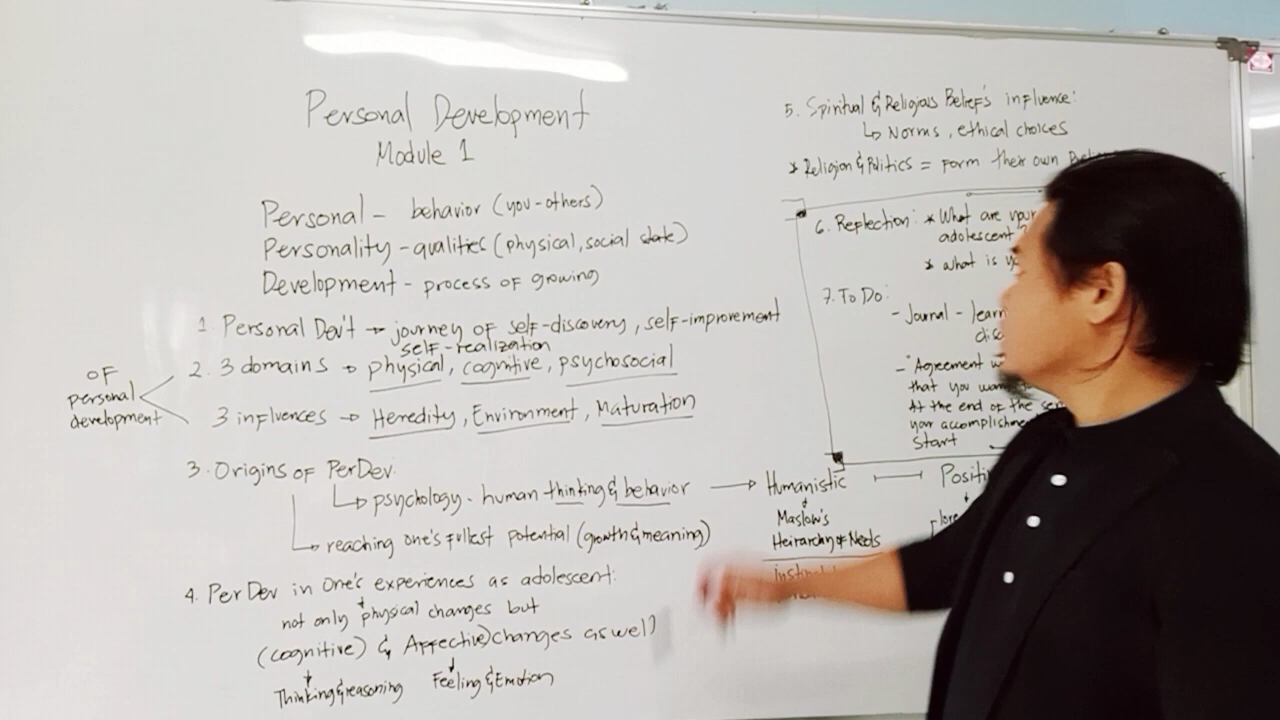 Personal Development
Module 1
Personal - behavior (you-others)
Personality - qualities (physical, social state)
Development - process of growing
1. Personal Dev't → journey of self-discovery, self-improvement
self-realization
OF personal development
2. 3 domains → physical, cognitive, psychosocial
3 influences → Heredity, Environment, Maturation
3. Origins of PerDev.
↳ psychology - human thinking & behavior → Humanistic
↳ reaching one's fullest potential (growth & meaning)
4. PerDev in One's experiences as adolescent:
not only physical changes but
(cognitive) & Affective) changes as well
Thinking & reasoning
Feeling & Emotion
5. Spiritual & Religious Belief's influence:
↳ Norms, ethical choices
* Religion & Politics = form their own
6. Reflection: * What are your
adolescent
* what is
7. To Do:
- Journal -
- "Agreement
that you
At the end of the
your
Start
Maslow's
Heirarchy of Needs